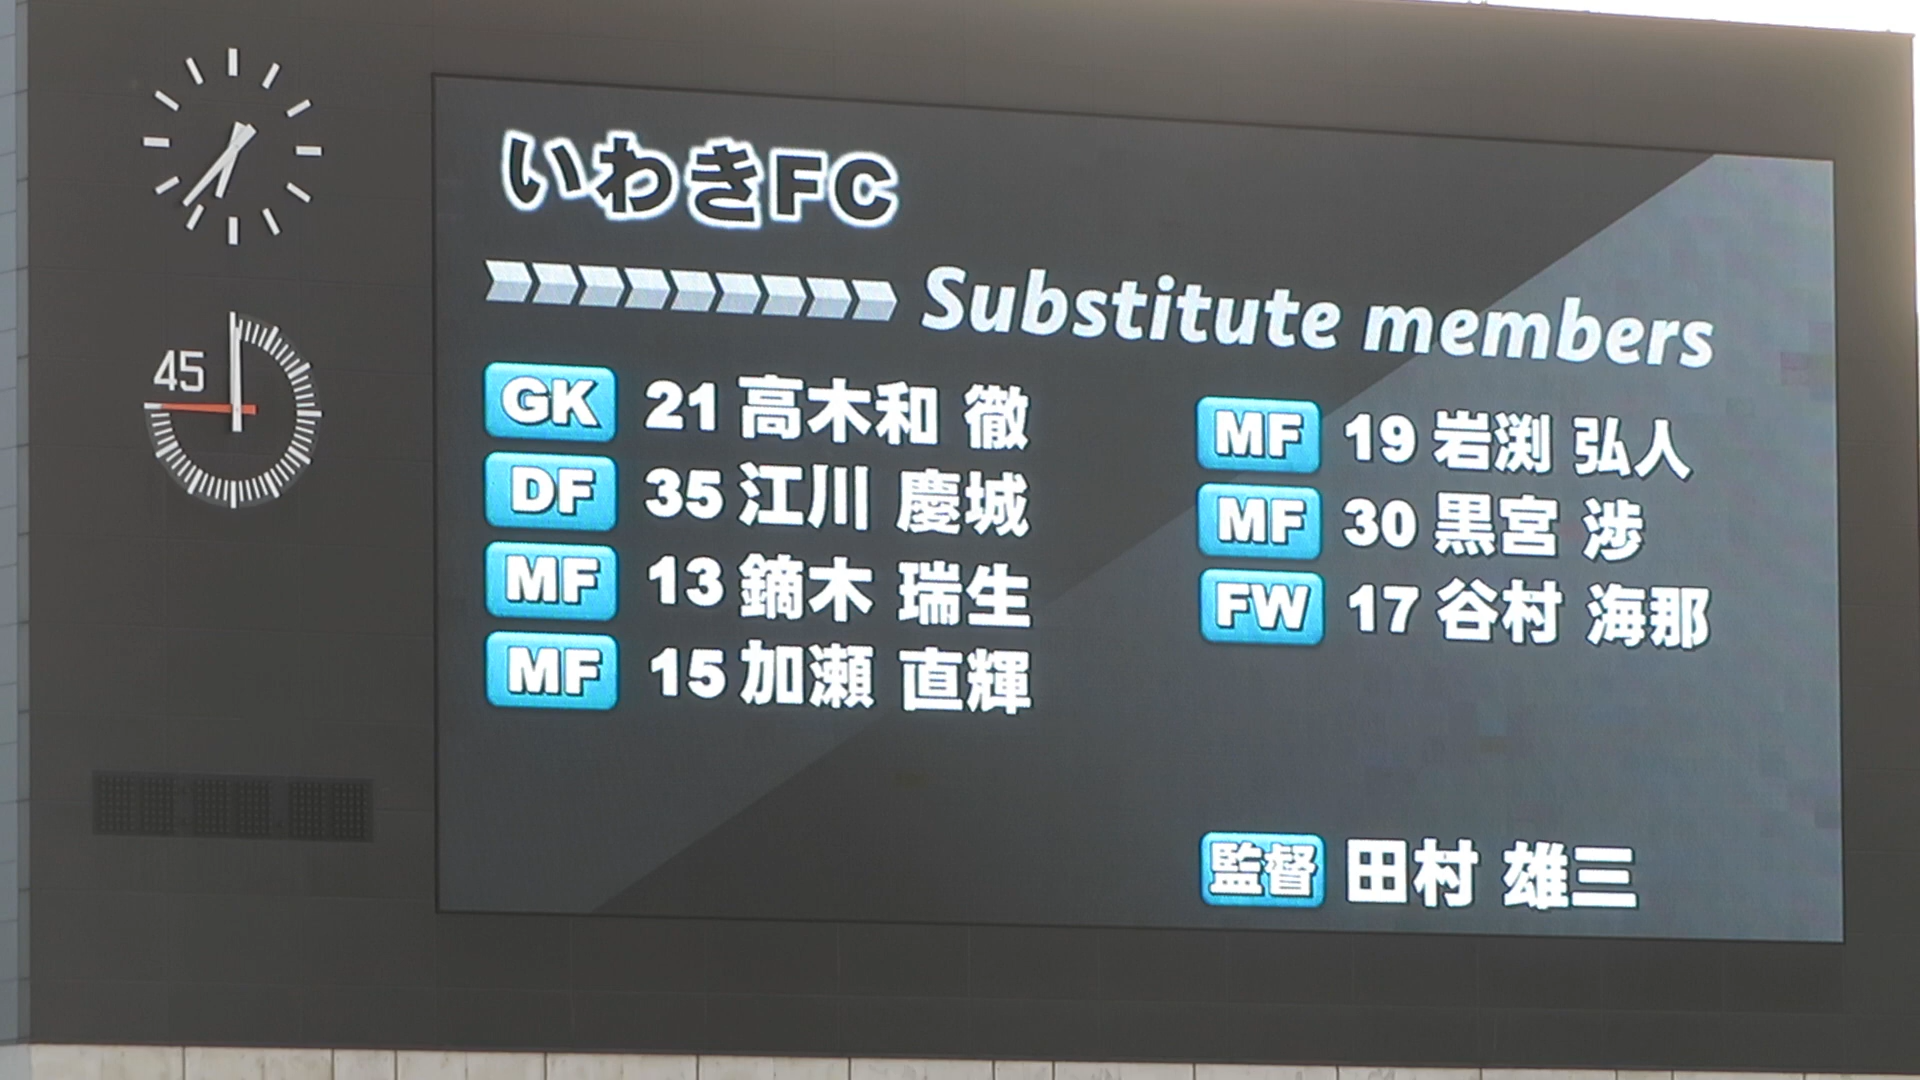 いわきFC
Substitute members
GK 21 高木和 徹
DF 35 江川 慶城
MF 13 鏑木 瑞生
MF 15 加瀬 直輝
MF 19 岩渕 弘人
MF 30 黒宮 渉
FW 17 谷村 海那
監督 田村 雄三
45